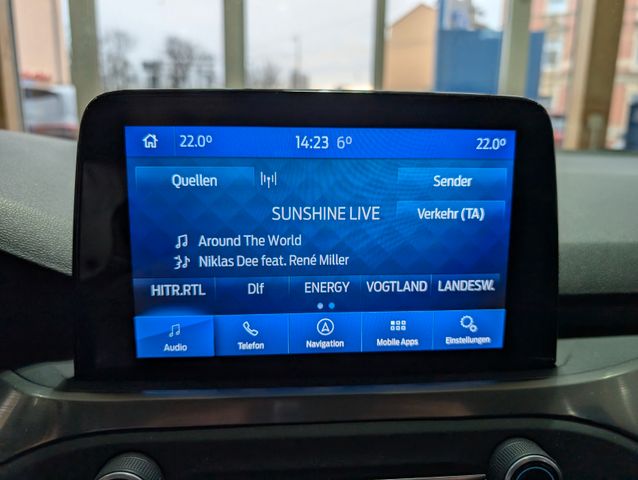 22.0° 14:23 6° 22.0°
Quellen Sender
SUNSHINE LIVE Verkehr (TA)
Around The World
Niklas Dee feat. René Miller
HITR.RTL Dlf ENERGY VOGTLAND LANDESW.
Audio Telefon Navigation Mobile Apps Einstellungen